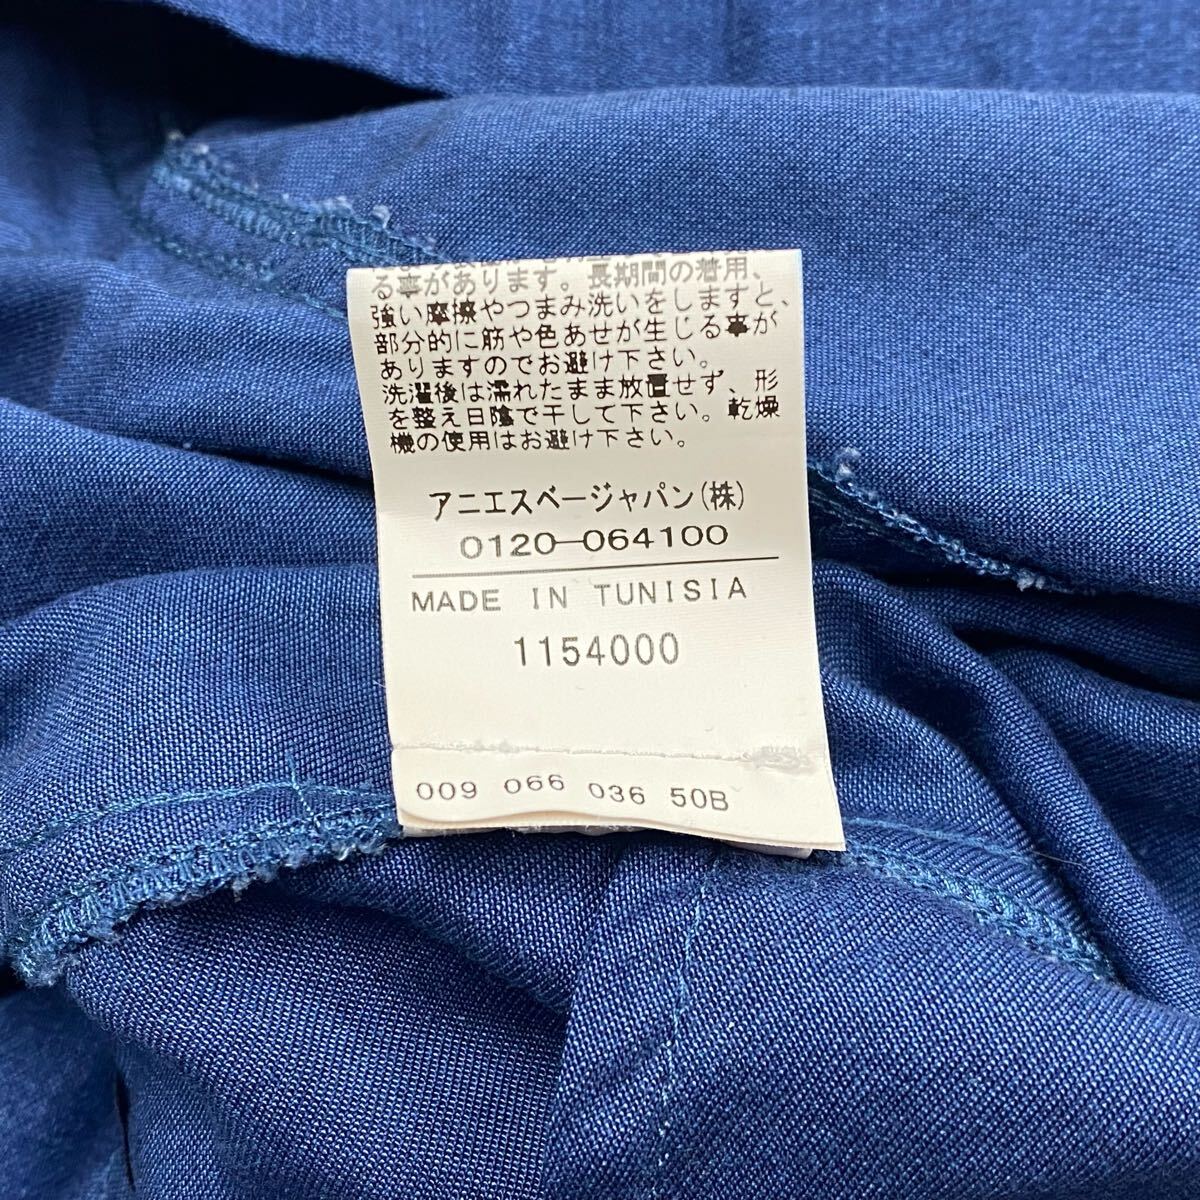 る事があります。長期間の着用、
強い摩擦やつまみ洗いをしますと、
部分的に筋や色あせが生じる事が
ありますのでお避け下さい。
洗濯後は濡れたまま放置せず、形
を整え日陰で干して下さい。乾燥
機の使用はお避け下さい。
アニエスベージャパン(株)
0120-064100
MADE IN TUNISIA
1154000
009 066 036 50B